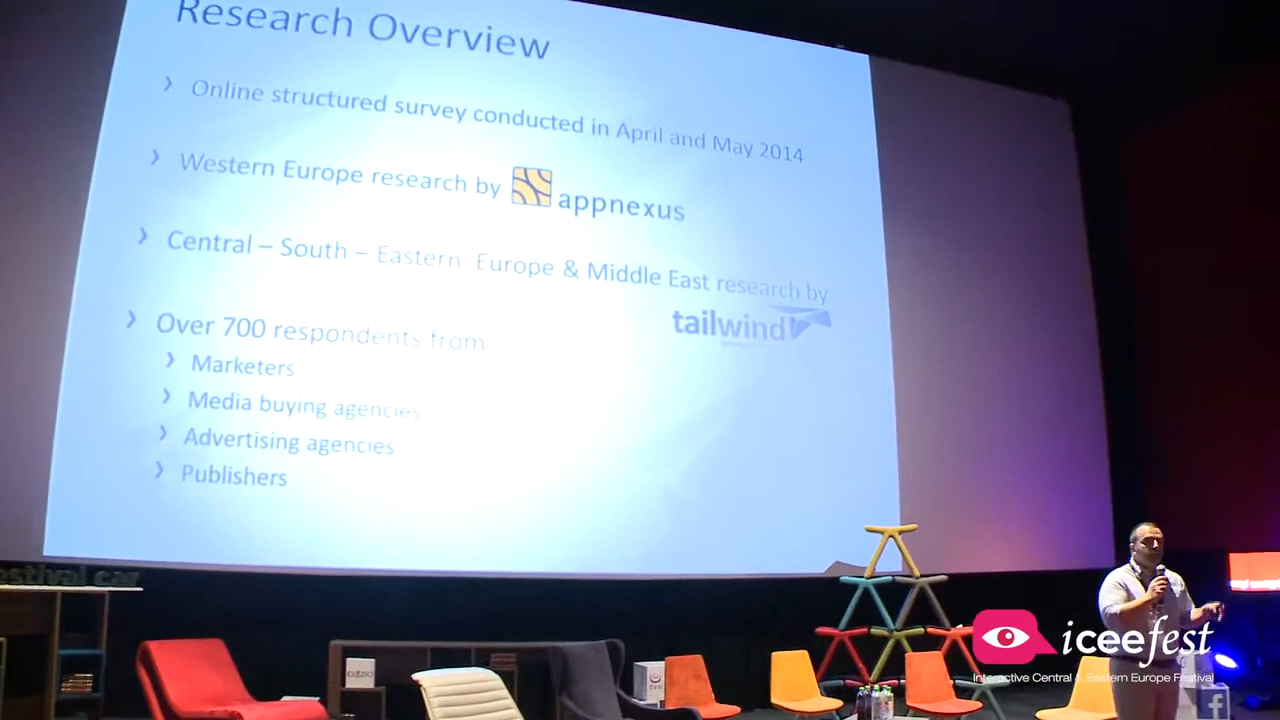 Research Overview
› Online structured survey conducted in April and May 2014
› Western Europe research by appnexus
› Central – South – Eastern Europe & Middle East research by
tailwind
› Over 700 respondents from
› Marketers
› Media buying agencies
› Advertising agencies
› Publishers
festival car
iceefest
Interactive Central & Eastern Europe Festival
f